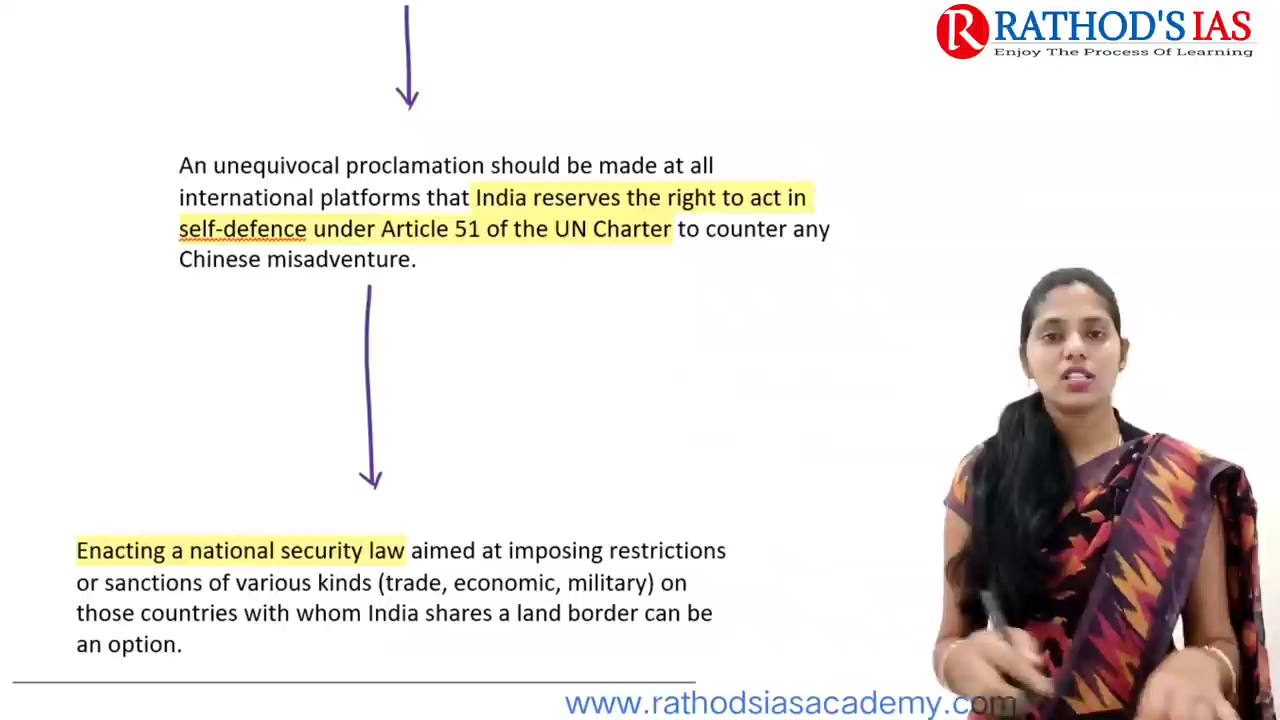 RATHOD'S IAS
Enjoy The Process Of Learning
An unequivocal proclamation should be made at all
international platforms that India reserves the right to act in
self-defence under Article 51 of the UN Charter to counter any
Chinese misadventure.
Enacting a national security law aimed at imposing restrictions
or sanctions of various kinds (trade, economic, military) on
those countries with whom India shares a land border can be
an option.
www.rathodsiasacademy.com